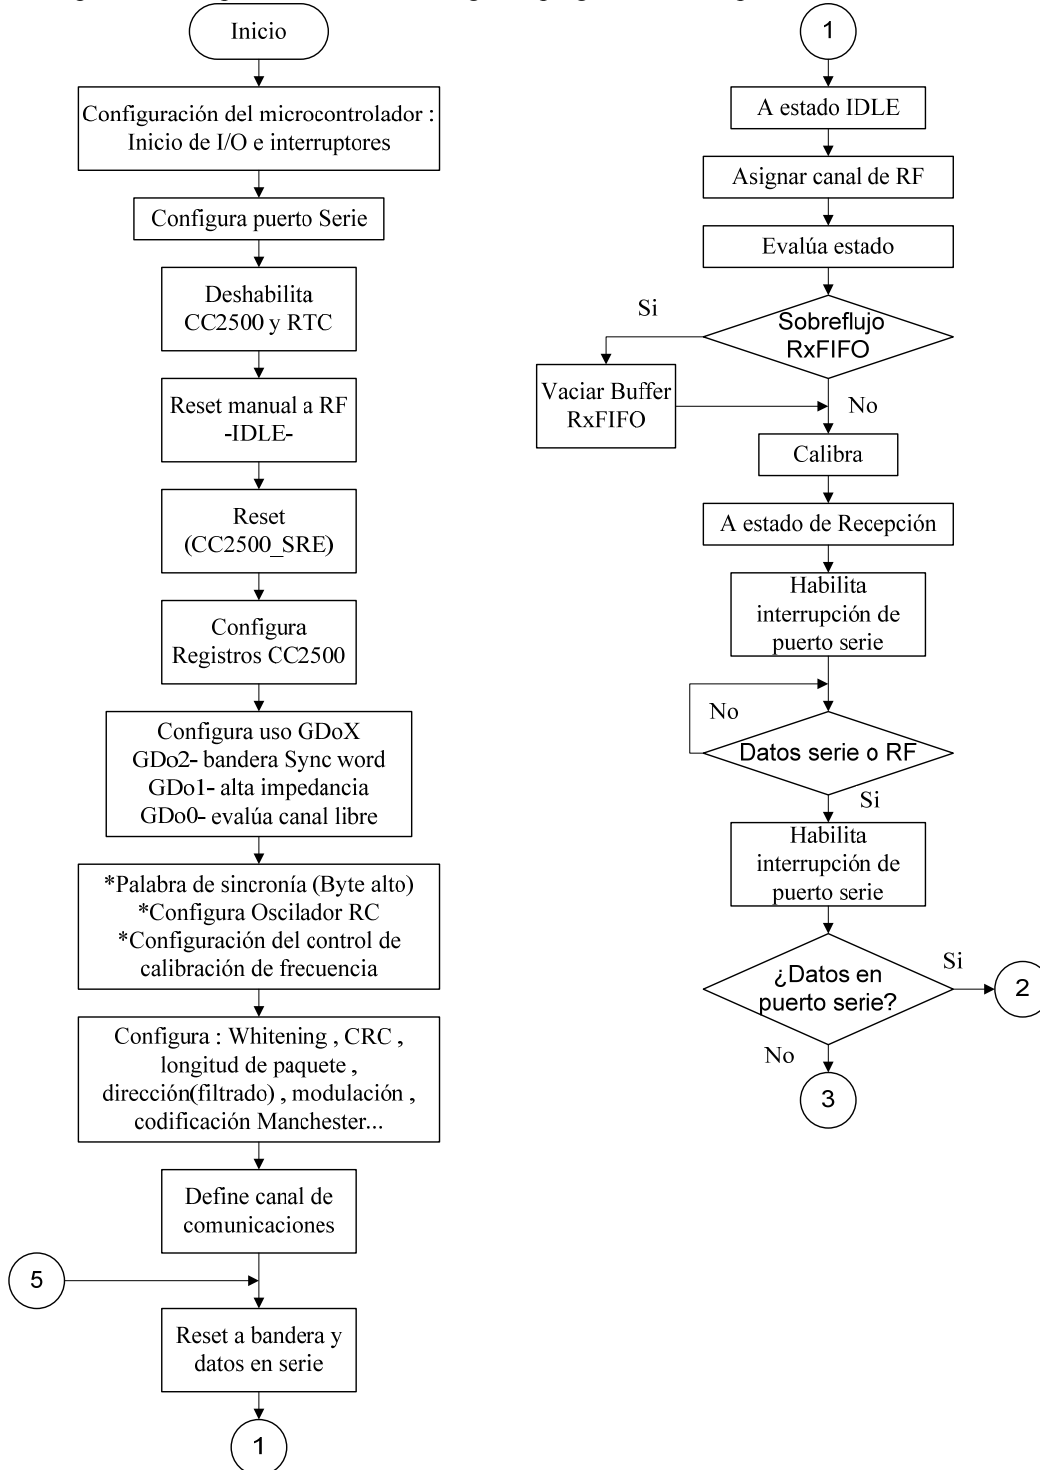 Inicio
Configuración del microcontrolador :
Inicio de I/O e interruptores
Configura puerto Serie
Deshabilita
CC2500 y RTC
Reset manual a RF
-IDLE-
Reset
(CC2500_SRE)
Configura
Registros CC2500
Configura uso GDoX
GDo2- bandera Sync word
GDo1- alta impedancia
GDo0- evalúa canal libre
*Palabra de sincronía (Byte alto)
*Configura Oscilador RC
*Configuración del control de
calibración de frecuencia
Configura : Whitening , CRC ,
longitud de paquete ,
dirección(filtrado) , modulación ,
codificación Manchester...
Define canal de
comunicaciones
5
Reset a bandera y
datos en serie
1
1
A estado IDLE
Asignar canal de RF
Evalúa estado
Si
Sobreflujo
RxFIFO
Vaciar Buffer
RxFIFO
No
Calibra
A estado de Recepción
Habilita
interrupción de
puerto serie
No
Datos serie o RF
Si
Habilita
interrupción de
puerto serie
¿Datos en
puerto serie?
Si
2
No
3